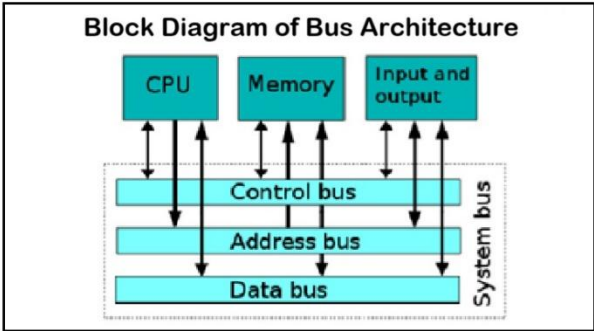 Block Diagram of Bus Architecture
CPU
Memory
Input and
output
Control bus
Address bus
Data bus
System bus